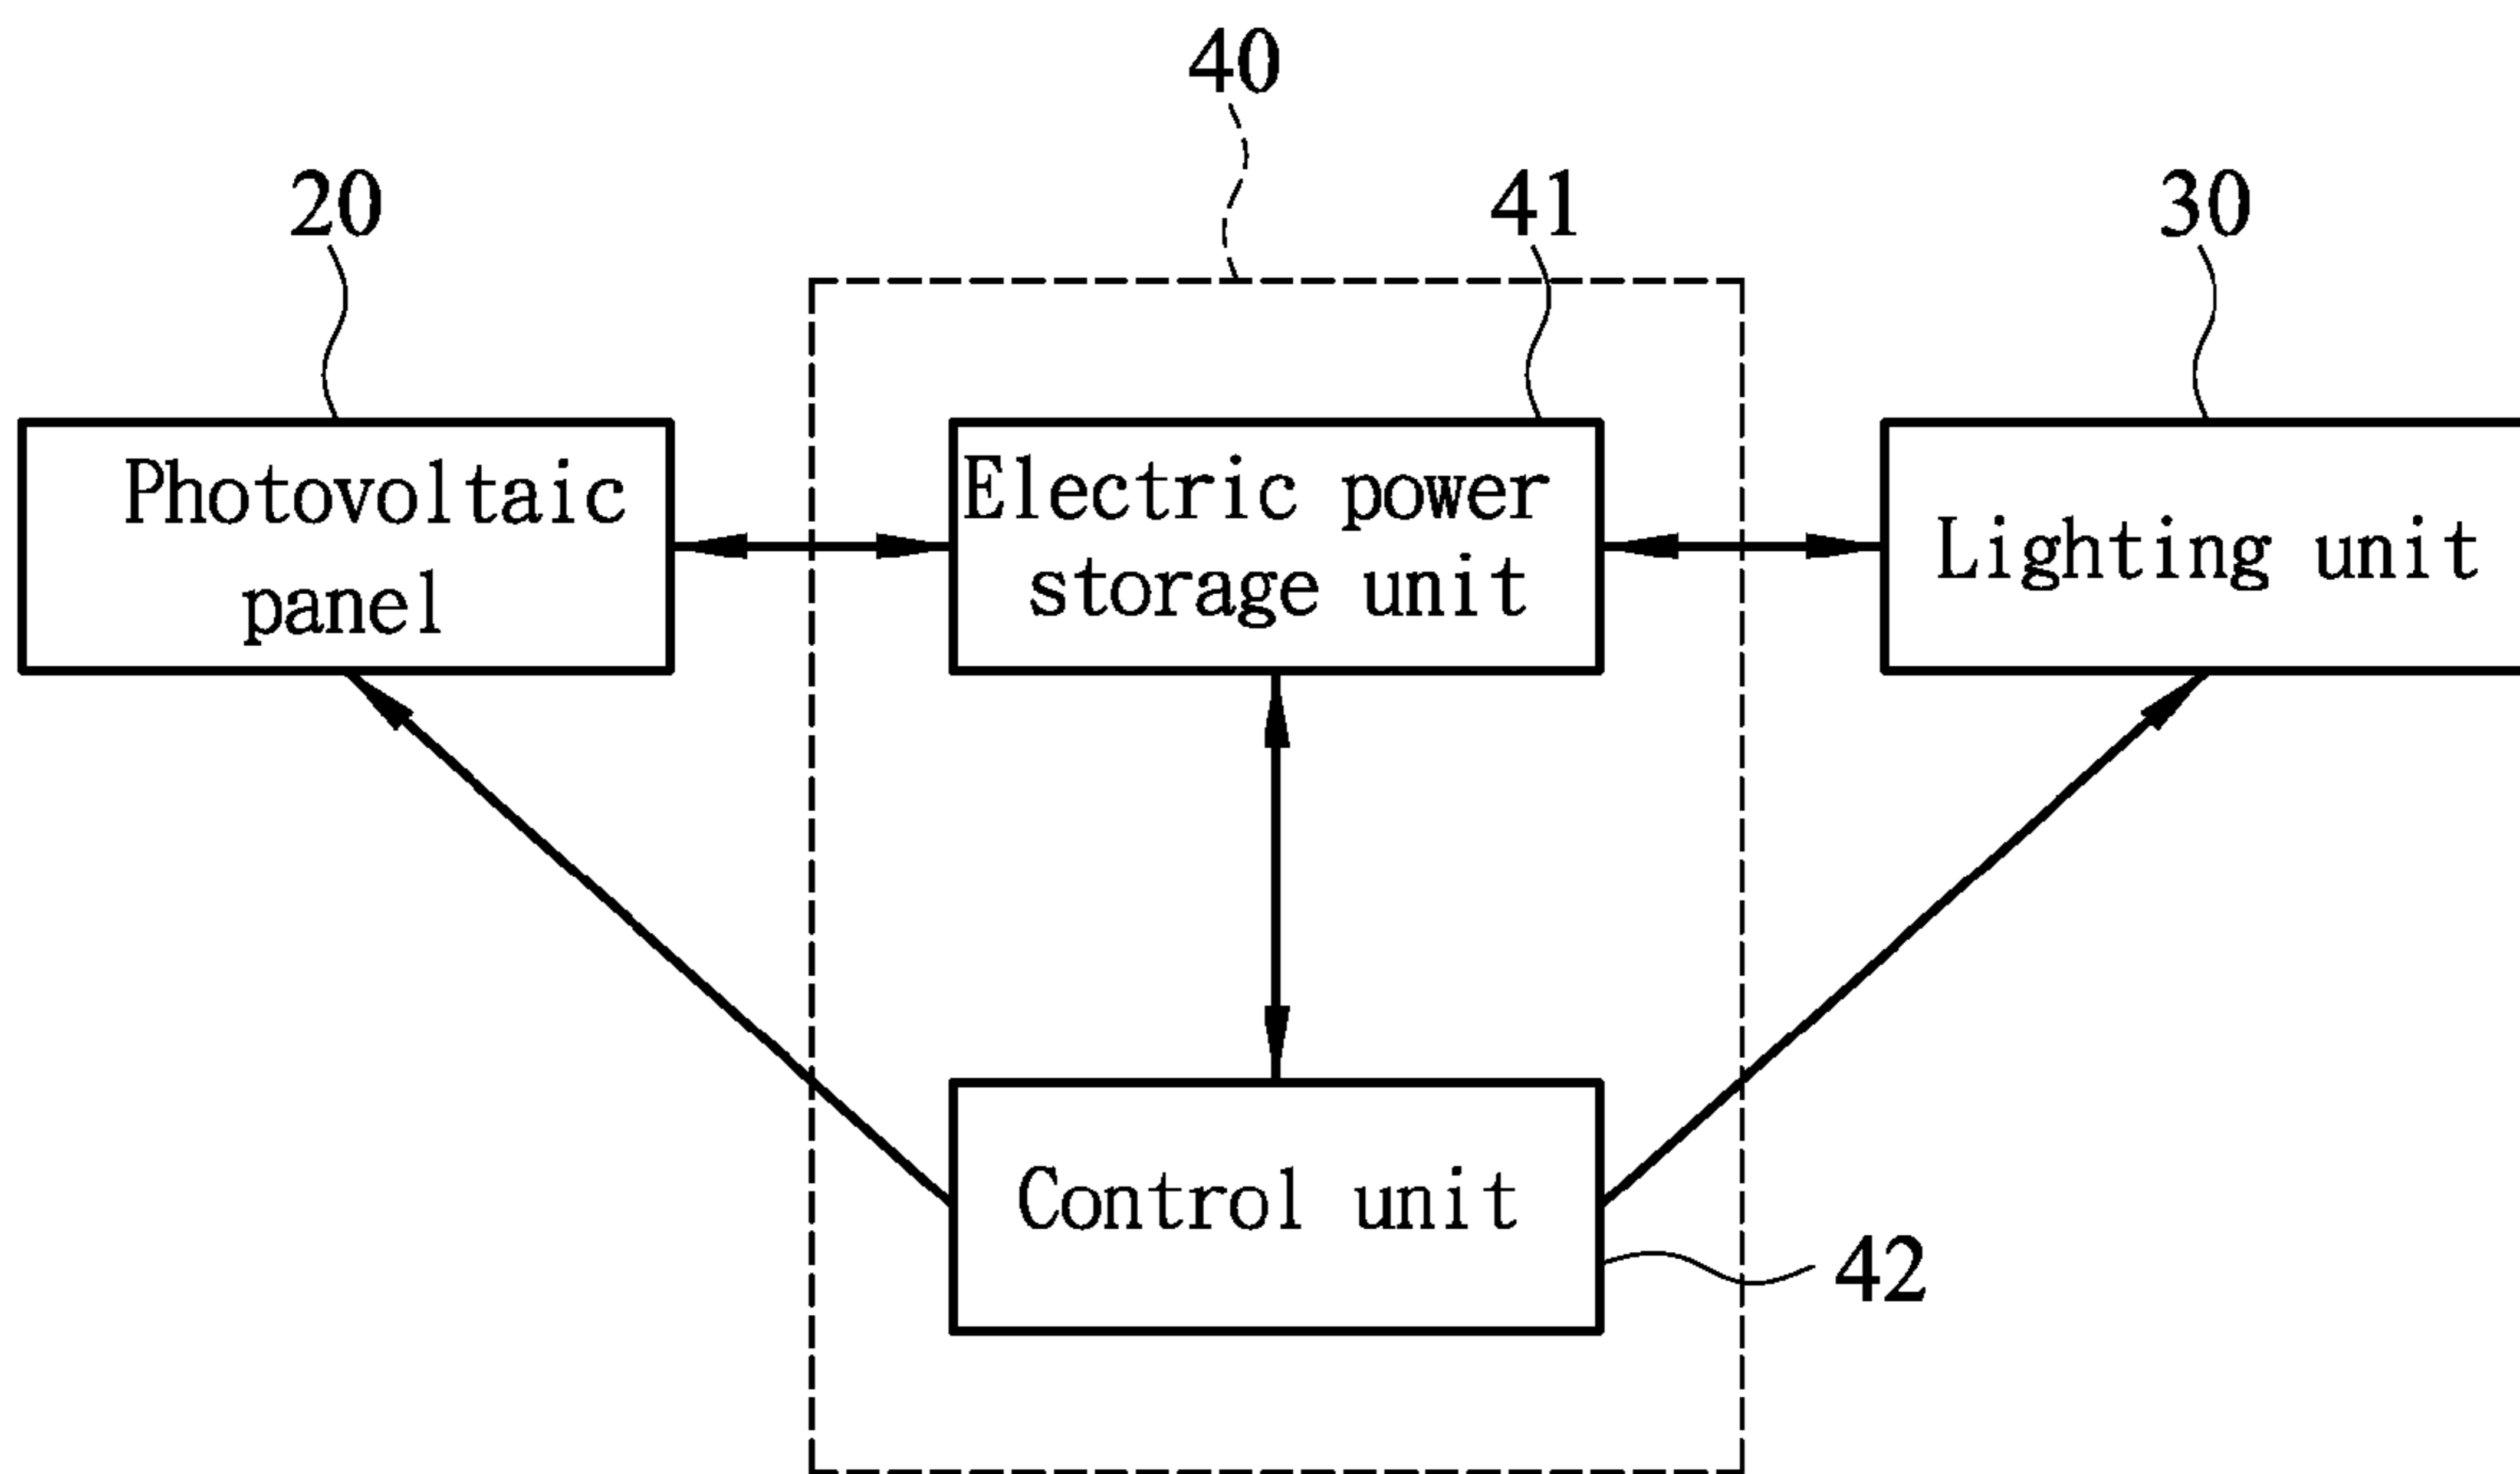 40
20
41
30
Photovoltaic
panel
Electric power
storage unit
Lighting unit
Control unit
42